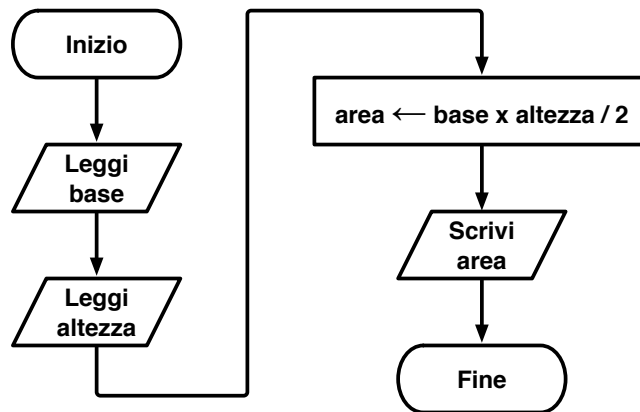 Inizio
Leggi
base
Leggi
altezza
area ← base x altezza / 2
Scrivi
area
Fine